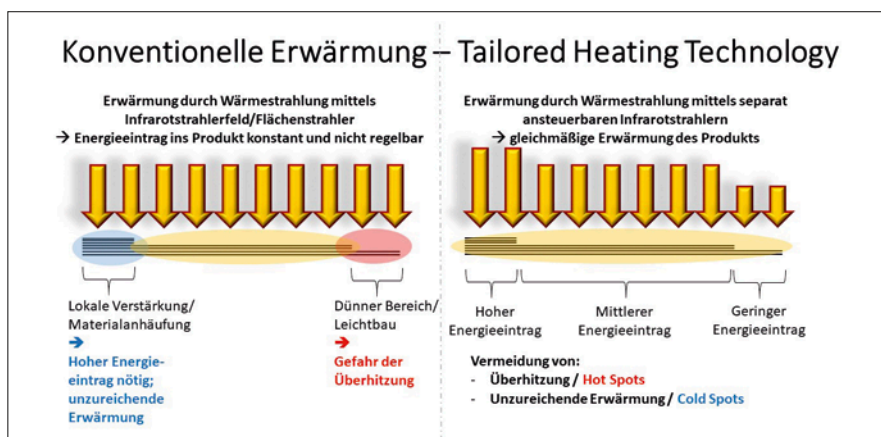 Konventionelle Erwärmung – Tailored Heating Technology
Erwärmung durch Wärmestrahlung mittels
Infrarotstrahlerfeld/Flächenstrahler
→ Energieeintrag ins Produkt konstant und nicht regelbar
Lokale Verstärkung/
Materialanhäufung
→
Hoher Energie-
eintrag nötig;
unzureichende
Erwärmung
Dünner Bereich/
Leichtbau
→
Gefahr der
Überhitzung
Erwärmung durch Wärmestrahlung mittels separat
ansteuerbaren Infrarotstrahlern
→ gleichmäßige Erwärmung des Produkts
Hoher
Energieeintrag
Mittlerer
Energieeintrag
Geringer
Energieeintrag
Vermeidung von:
- Überhitzung / Hot Spots
- Unzureichende Erwärmung / Cold Spots